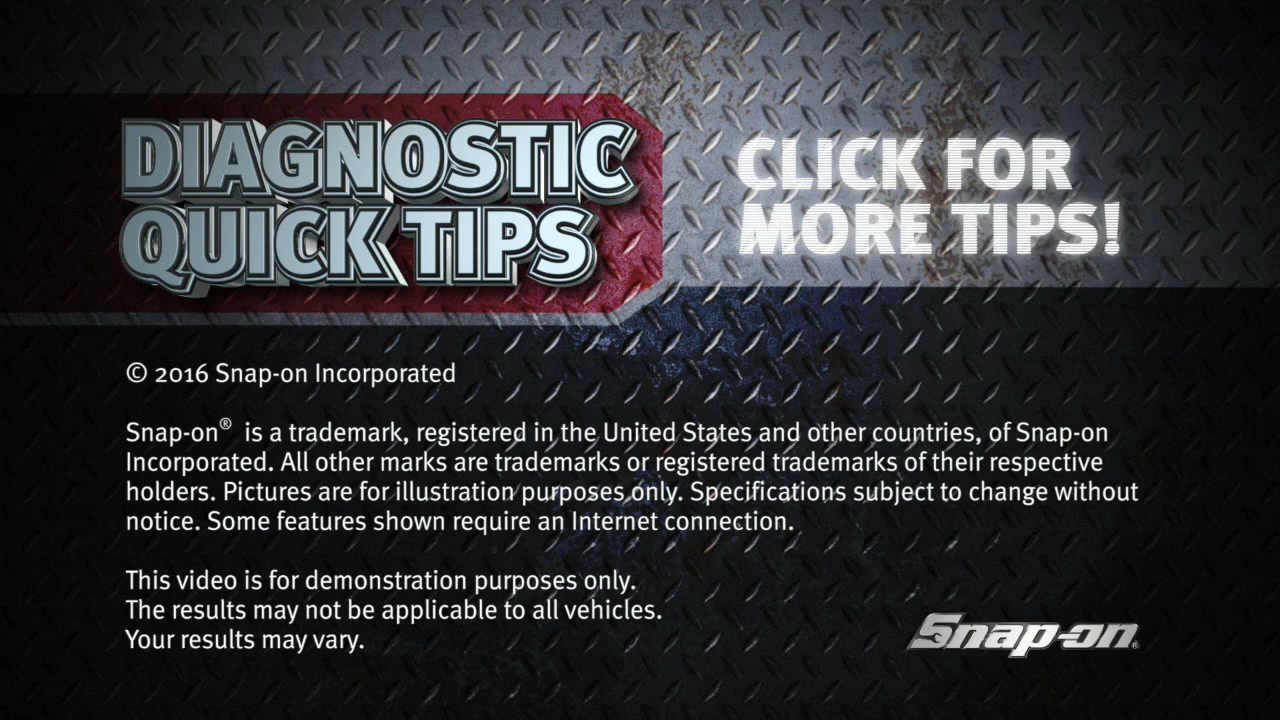 DIAGNOSTIC
QUICK TIPS
CLICK FOR
MORE TIPS!
© 2016 Snap-on Incorporated
Snap-on® is a trademark, registered in the United States and other countries, of Snap-on
Incorporated. All other marks are trademarks or registered trademarks of their respective
holders. Pictures are for illustration purposes only. Specifications subject to change without
notice. Some features shown require an Internet connection.
This video is for demonstration purposes only.
The results may not be applicable to all vehicles.
Your results may vary.
Snap-on®